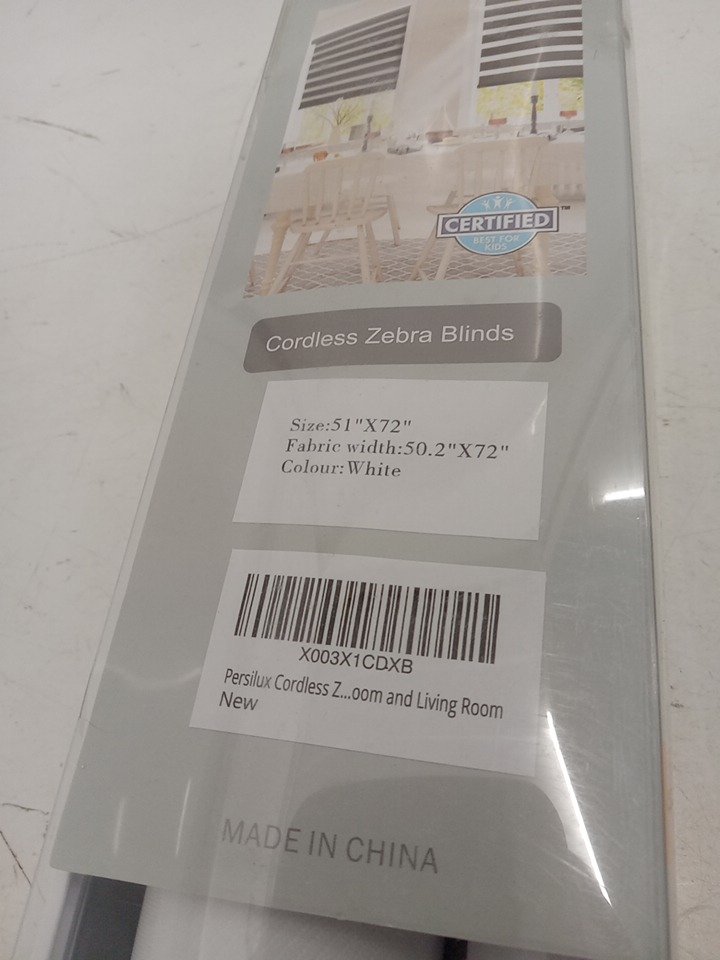 CERTIFIED™
BEST FOR
KIDS
Cordless Zebra Blinds
Size:51"X72"
Fabric width:50.2"X72"
Colour:White
X003X1CDXB
Persilux Cordless Z...oom and Living Room
New
MADE IN CHINA